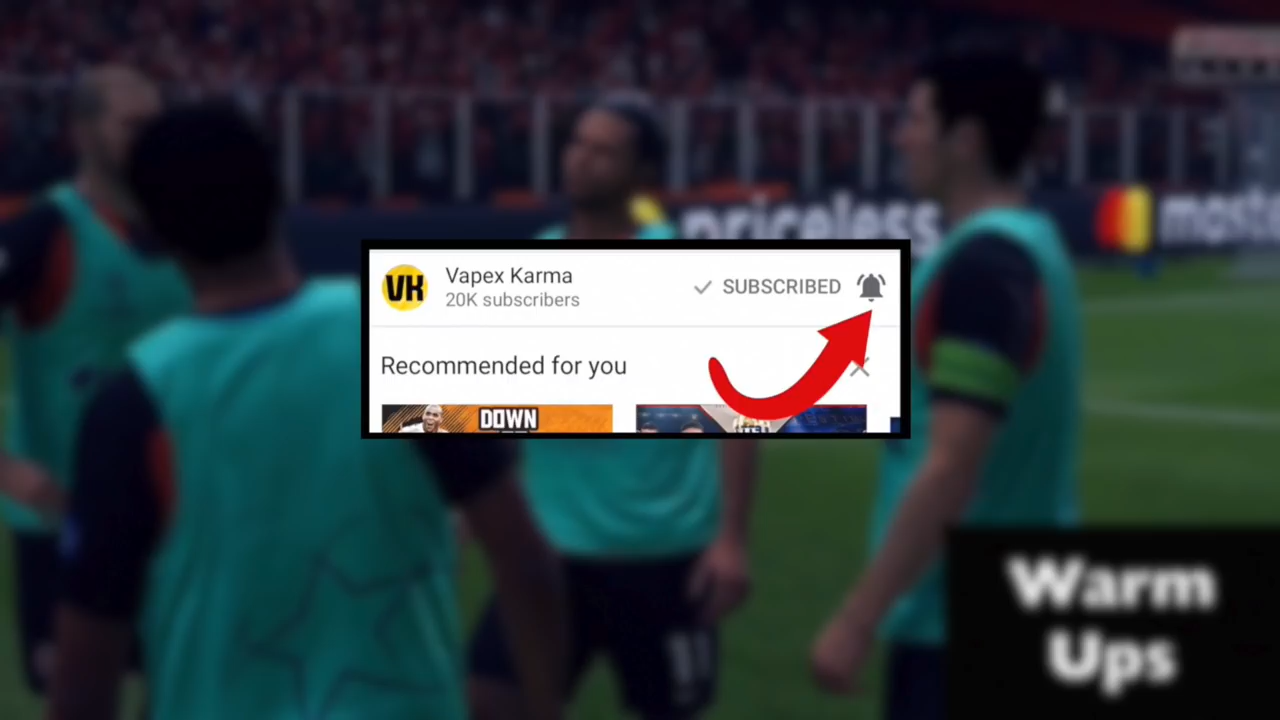 priceless
VK
Vapex Karma
20K subscribers
SUBSCRIBED
Recommended for you
DOWN
Warm
Ups